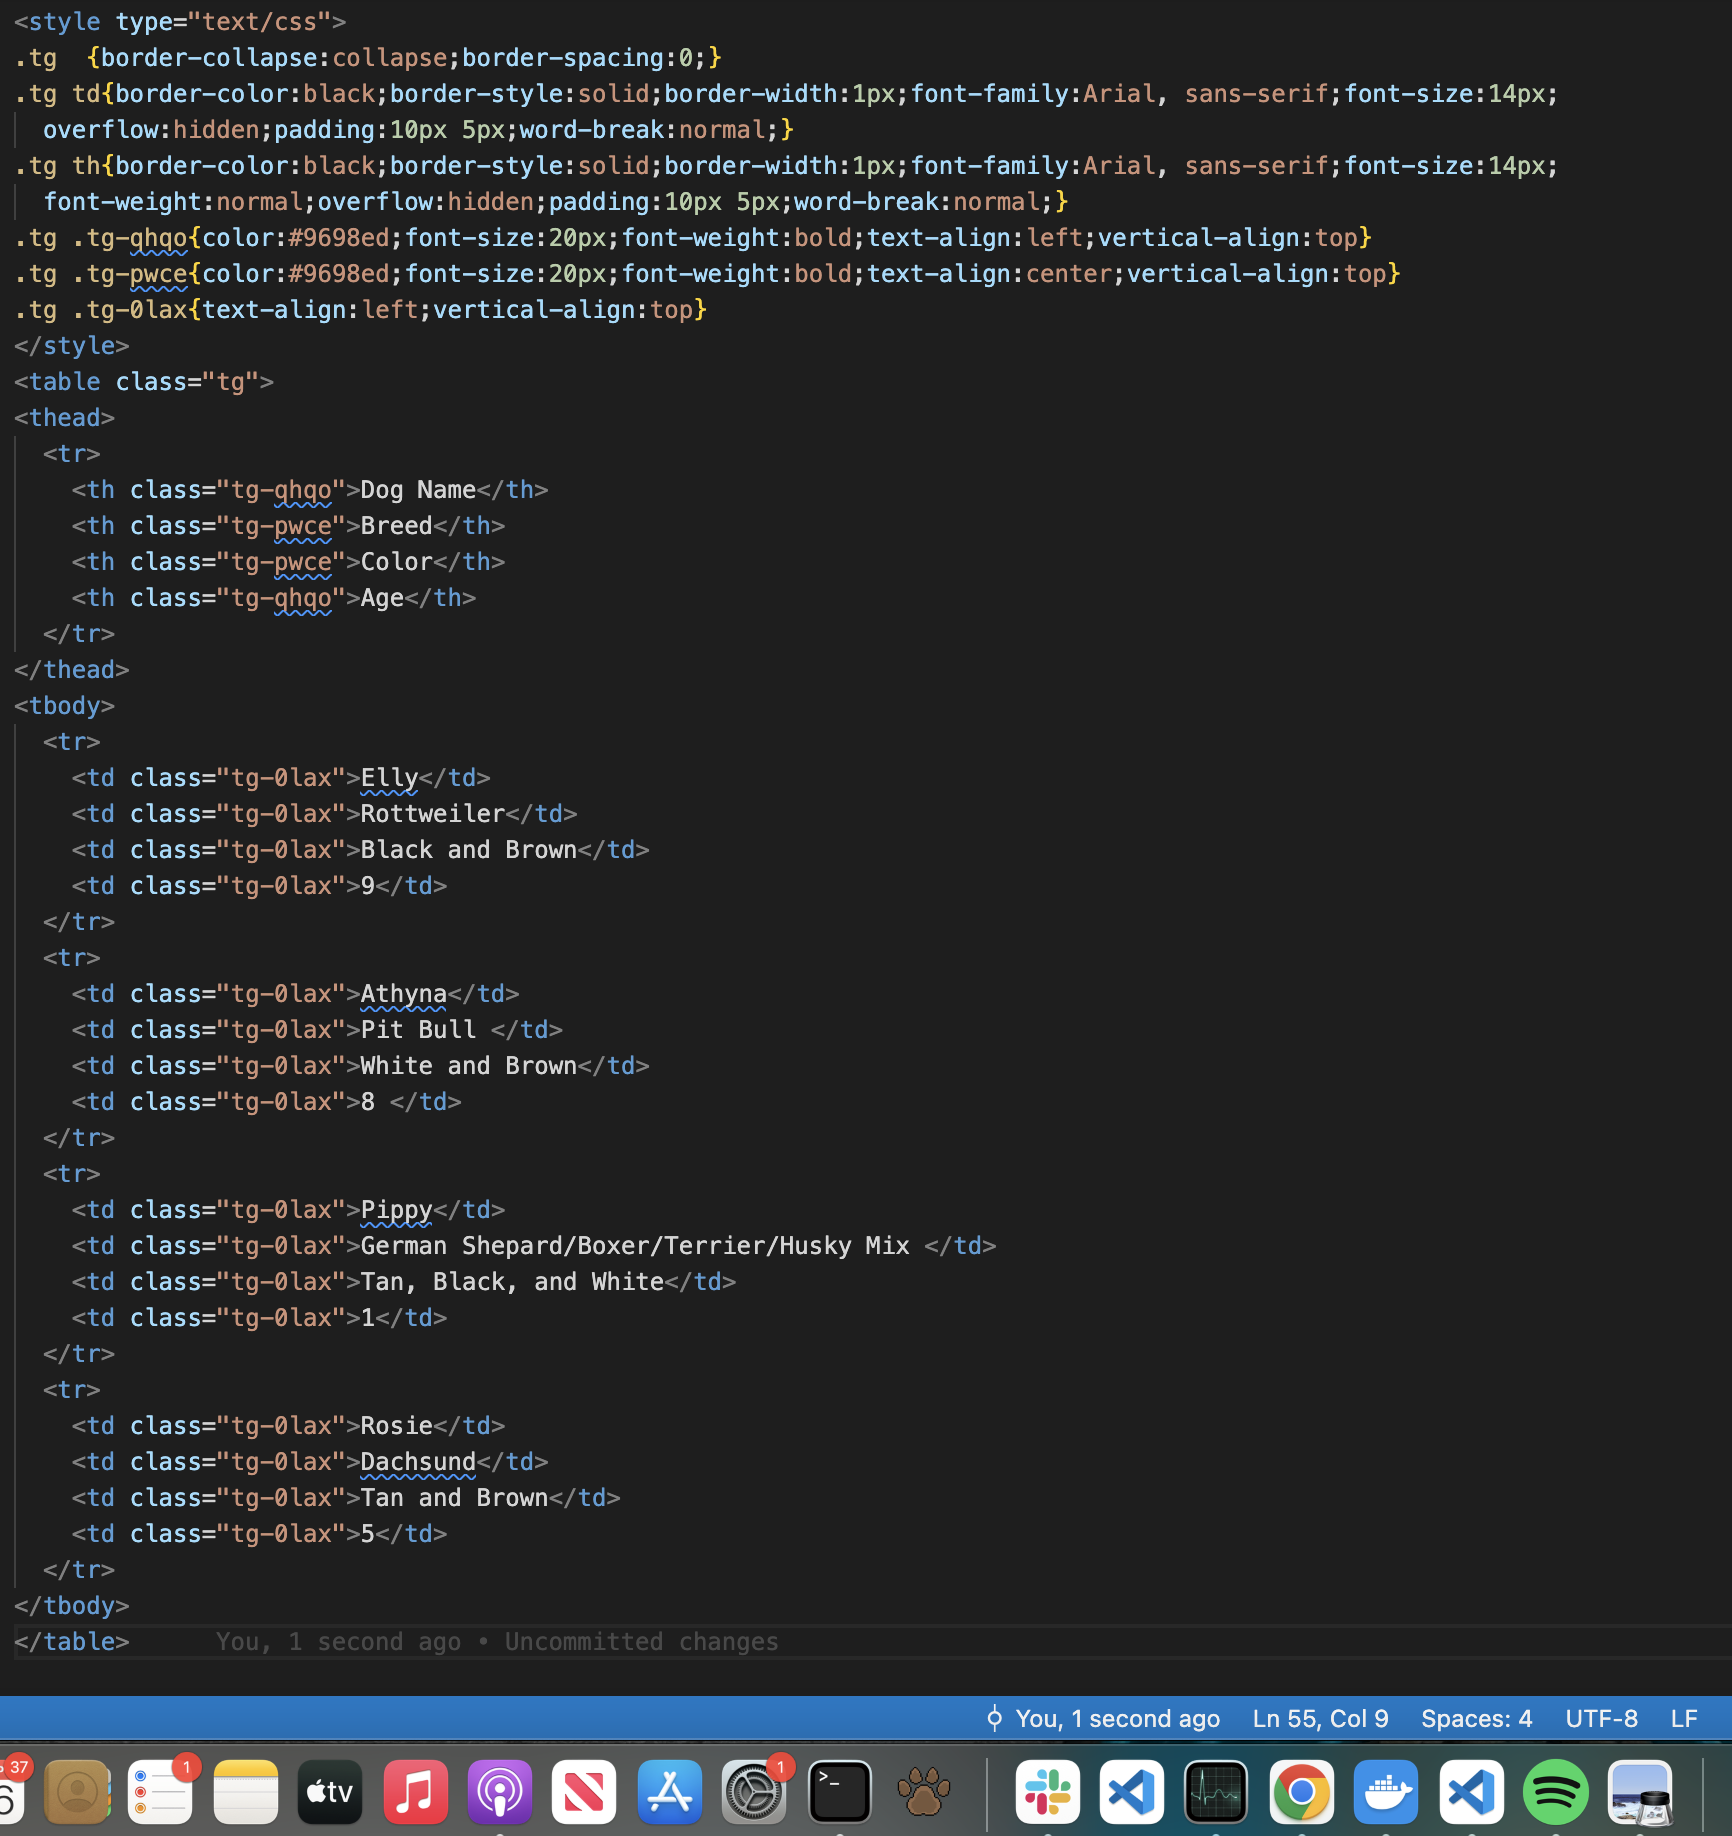 <style type="text/css">
.tg  {border-collapse:collapse;border-spacing:0;}
.tg td{border-color:black;border-style:solid;border-width:1px;font-family:Arial, sans-serif;font-size:14px;
  overflow:hidden;padding:10px 5px;word-break:normal;}
.tg th{border-color:black;border-style:solid;border-width:1px;font-family:Arial, sans-serif;font-size:14px;
  font-weight:normal;overflow:hidden;padding:10px 5px;word-break:normal;}
.tg .tg-qhqo{color:#9698ed;font-size:20px;font-weight:bold;text-align:left;vertical-align:top}
.tg .tg-pwce{color:#9698ed;font-size:20px;font-weight:bold;text-align:center;vertical-align:top}
.tg .tg-0lax{text-align:left;vertical-align:top}
</style>
<table class="tg">
<thead>
  <tr>
    <th class="tg-qhqo">Dog Name</th>
    <th class="tg-pwce">Breed</th>
    <th class="tg-pwce">Color</th>
    <th class="tg-qhqo">Age</th>
  </tr>
</thead>
<tbody>
  <tr>
    <td class="tg-0lax">Elly</td>
    <td class="tg-0lax">Rottweiler</td>
    <td class="tg-0lax">Black and Brown</td>
    <td class="tg-0lax">9</td>
  </tr>
  <tr>
    <td class="tg-0lax">Athyna</td>
    <td class="tg-0lax">Pit Bull </td>
    <td class="tg-0lax">White and Brown</td>
    <td class="tg-0lax">8 </td>
  </tr>
  <tr>
    <td class="tg-0lax">Pippy</td>
    <td class="tg-0lax">German Shepard/Boxer/Terrier/Husky Mix </td>
    <td class="tg-0lax">Tan, Black, and White</td>
    <td class="tg-0lax">1</td>
  </tr>
  <tr>
    <td class="tg-0lax">Rosie</td>
    <td class="tg-0lax">Dachsund</td>
    <td class="tg-0lax">Tan and Brown</td>
    <td class="tg-0lax">5</td>
  </tr>
</tbody>
</table>      You, 1 second ago • Uncommitted changes
You, 1 second ago Ln 55, Col 9 Spaces: 4 UTF-8 LF
37 1 tv 1 >_